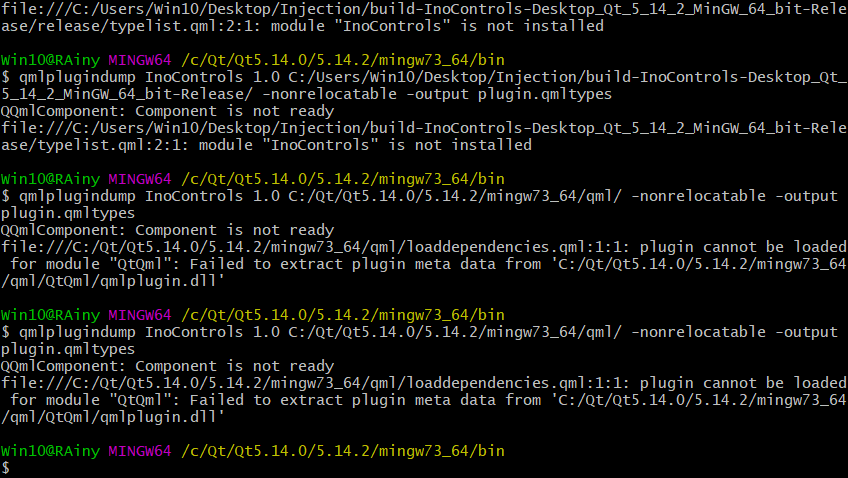 file:///C:/Users/Win10/Desktop/Injection/build-InoControls-Desktop_Qt_5_14_2_MinGW_64_bit-Rele
ase/release/typelist.qml:2:1: module "InoControls" is not installed
Win10@RAiny MINGW64 /c/Qt/Qt5.14.0/5.14.2/mingw73_64/bin
$ qmlplugindump InoControls 1.0 C:/Users/Win10/Desktop/Injection/build-InoControls-Desktop_Qt_
5_14_2_MinGW_64_bit-Release/ -nonrelocatable -output plugin.qmltypes
QQmlComponent: Component is not ready
file:///C:/Users/Win10/Desktop/Injection/build-InoControls-Desktop_Qt_5_14_2_MinGW_64_bit-Rele
ase/typelist.qml:2:1: module "InoControls" is not installed
Win10@RAiny MINGW64 /c/Qt/Qt5.14.0/5.14.2/mingw73_64/bin
$ qmlplugindump InoControls 1.0 C:/Qt/Qt5.14.0/5.14.2/mingw73_64/qml/ -nonrelocatable -output
plugin.qmltypes
QQmlComponent: Component is not ready
file:///C:/Qt/Qt5.14.0/5.14.2/mingw73_64/qml/loaddependencies.qml:1:1: plugin cannot be loaded
for module "QtQml": Failed to extract plugin meta data from 'C:/Qt/Qt5.14.0/5.14.2/mingw73_64
/qml/QtQml/qmlplugin.dll'
Win10@RAiny MINGW64 /c/Qt/Qt5.14.0/5.14.2/mingw73_64/bin
$ qmlplugindump InoControls 1.0 C:/Qt/Qt5.14.0/5.14.2/mingw73_64/qml/ -nonrelocatable -output
plugin.qmltypes
QQmlComponent: Component is not ready
file:///C:/Qt/Qt5.14.0/5.14.2/mingw73_64/qml/loaddependencies.qml:1:1: plugin cannot be loaded
for module "QtQml": Failed to extract plugin meta data from 'C:/Qt/Qt5.14.0/5.14.2/mingw73_64
/qml/QtQml/qmlplugin.dll'
Win10@RAiny MINGW64 /c/Qt/Qt5.14.0/5.14.2/mingw73_64/bin
$